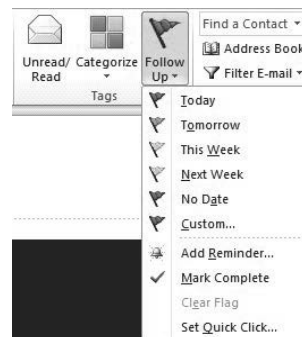 Find a Contact
Address Book
Filter E-mail
Unread/
Read
Categorize
Follow
Up
Tags
Today
Tomorrow
This Week
Next Week
No Date
Custom...
Add Reminder...
Mark Complete
Clear Flag
Set Quick Click...